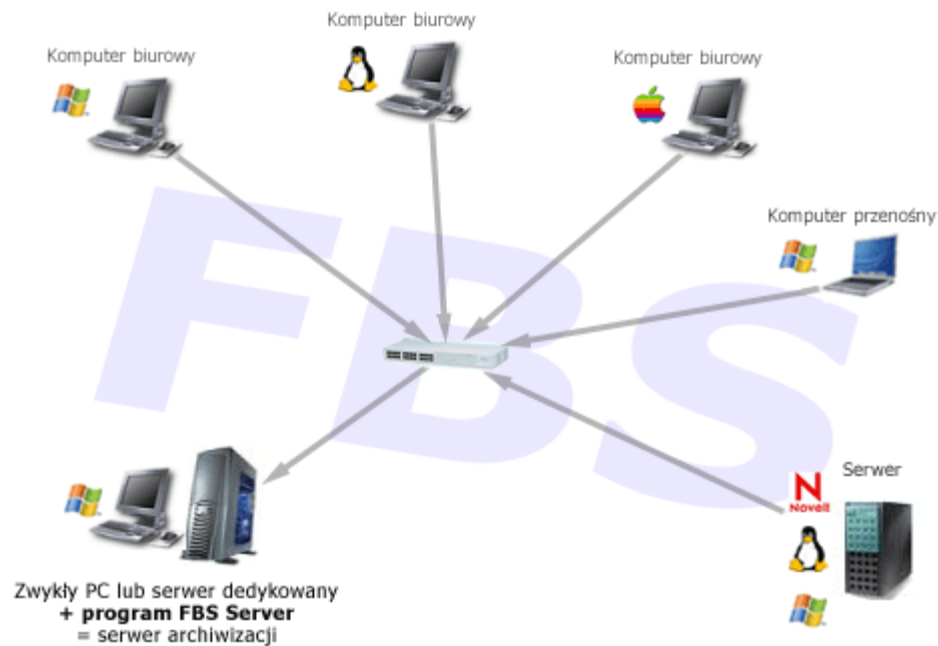 Komputer biurowy
Komputer biurowy
Komputer biurowy
Komputer przenośny
FBS
Serwer
N
Novell
Zwykły PC lub serwer dedykowany
+ program FBS Server
= serwer archiwizacji